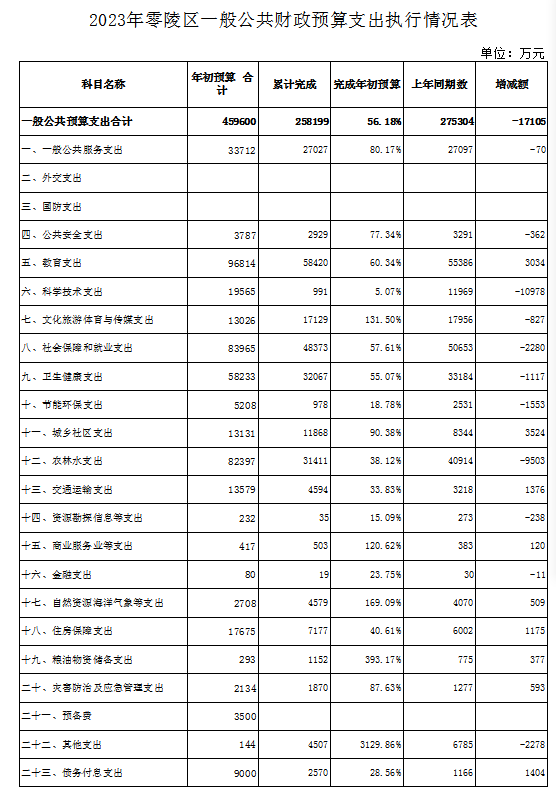 2023年零陵区一般公共财政预算支出执行情况表
单位：万元
科目名称 年初预算 合计 累计完成 完成年初预算 上年同期数 增减额
一般公共预算支出合计 459600 258199 56.18% 275304 -17105
一、一般公共服务支出 33712 27027 80.17% 27097 -70
二、外交支出
三、国防支出
四、公共安全支出 3787 2929 77.34% 3291 -362
五、教育支出 96814 58420 60.34% 55386 3034
六、科学技术支出 19565 991 5.07% 11969 -10978
七、文化旅游体育与传媒支出 13026 17129 131.50% 17956 -827
八、社会保障和就业支出 83965 48373 57.61% 50653 -2280
九、卫生健康支出 58233 32067 55.07% 33184 -1117
十、节能环保支出 5208 978 18.78% 2531 -1553
十一、城乡社区支出 13131 11868 90.38% 8344 3524
十二、农林水支出 82397 31411 38.12% 40914 -9503
十三、交通运输支出 13579 4594 33.83% 3218 1376
十四、资源勘探信息等支出 232 35 15.09% 273 -238
十五、商业服务业等支出 417 503 120.62% 383 120
十六、金融支出 80 19 23.75% 30 -11
十七、自然资源海洋气象等支出 2708 4579 169.09% 4070 509
十八、住房保障支出 17675 7177 40.61% 6002 1175
十九、粮油物资储备支出 293 1152 393.17% 775 377
二十、灾害防治及应急管理支出 2134 1870 87.63% 1277 593
二十一、预备费 3500
二十二、其他支出 144 4507 3129.86% 6785 -2278
二十三、债务付息支出 9000 2570 28.56% 1166 1404